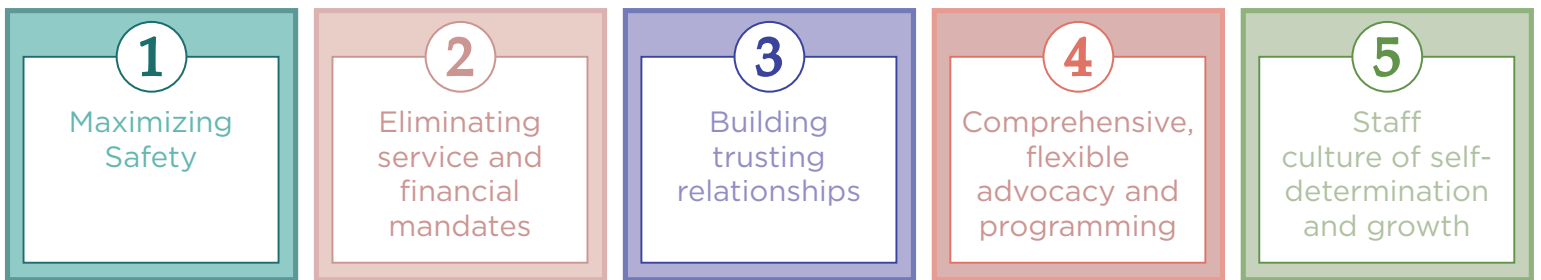 1
Maximizing
Safety
2
Eliminating
service and
financial
mandates
3
Building
trusting
relationships
4
Comprehensive,
flexible
advocacy and
programming
5
Staff
culture of self-
determination
and growth